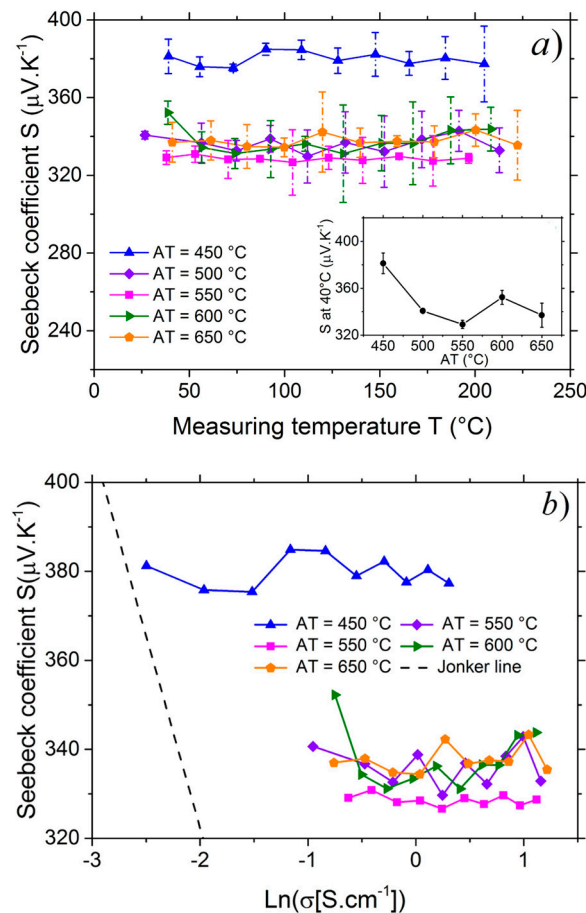 a)
400
360
320
280
240
Seebeck coefficient S (μV.K⁻¹)
AT = 450 °C
AT = 500 °C
AT = 550 °C
AT = 600 °C
AT = 650 °C
S at 40°C (μV.K⁻¹)
400
360
320
450 500 550 600 650
AT (°C)
0 50 100 150 200 250
Measuring temperature T (°C)
b)
400
380
360
340
320
Seebeck coefficient S(μV.K⁻¹)
AT = 450 °C AT = 550 °C
AT = 550 °C AT = 600 °C
AT = 650 °C Jonker line
-3 -2 -1 0 1
Ln(σ[S.cm⁻¹])